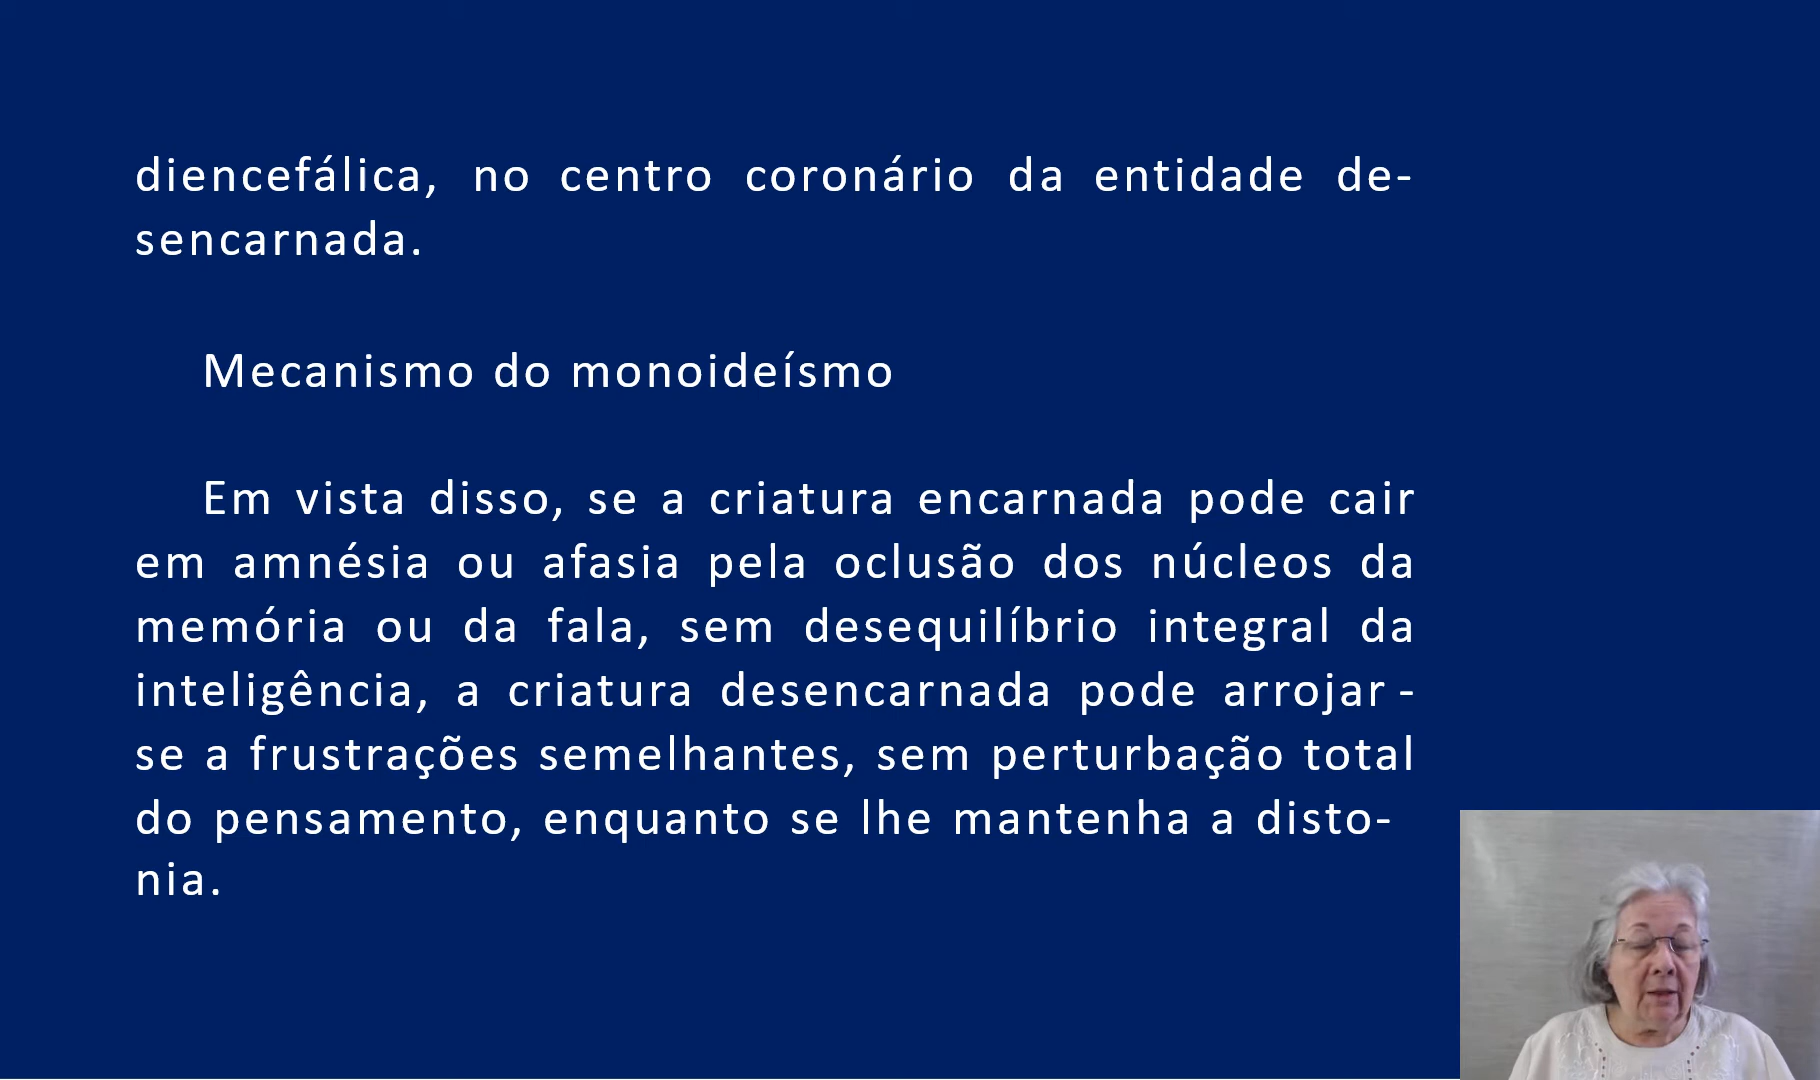 diencefálica, no centro coronário da entidade de-
sencarnada.
Mecanismo do monoideísmo
Em vista disso, se a criatura encarnada pode cair
em amnésia ou afasia pela oclusão dos núcleos da
memória ou da fala, sem desequilíbrio integral da
inteligência, a criatura desencarnada pode arrojar-
se a frustrações semelhantes, sem perturbação total
do pensamento, enquanto se lhe mantenha a disto-
nia.